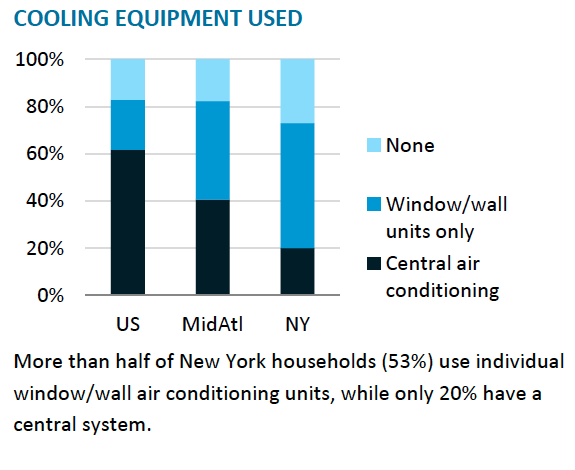 COOLING EQUIPMENT USED
100%
80%
60%
40%
20%
0%
US MidAtl NY
None
Window/wall
units only
Central air
conditioning
More than half of New York households (53%) use individual
window/wall air conditioning units, while only 20% have a
central system.